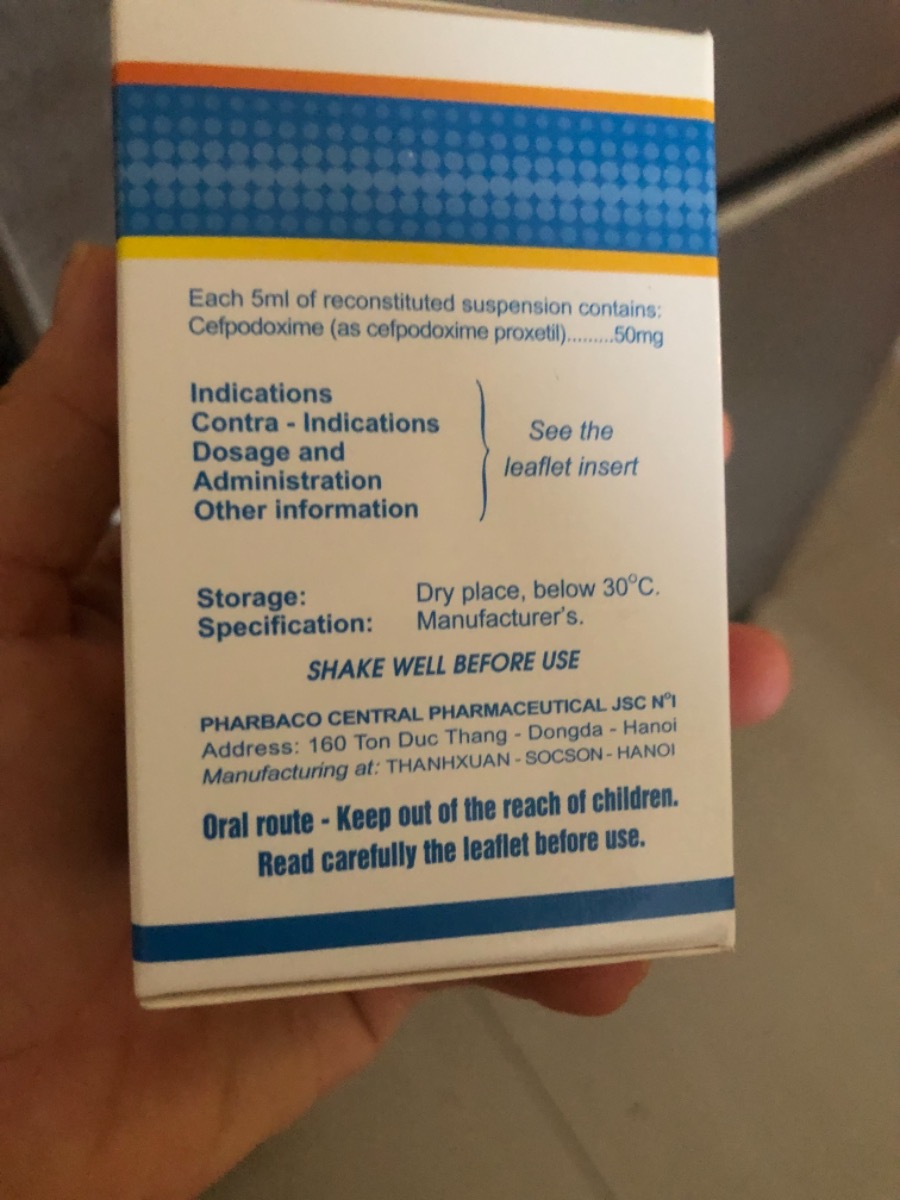 Each 5ml of reconstituted suspension contains:
Cefpodoxime (as cefpodoxime proxetil).........50mg
Indications
Contra - Indications
Dosage and
Administration
Other information
See the
leaflet insert
Storage: Dry place, below 30°C.
Specification: Manufacturer's.
SHAKE WELL BEFORE USE
PHARBACO CENTRAL PHARMACEUTICAL JSC Nº1
Address: 160 Ton Duc Thang - Dongda - Hanoi
Manufacturing at: THANHXUAN - SOCSON - HANOI
Oral route - Keep out of the reach of children.
Read carefully the leaflet before use.